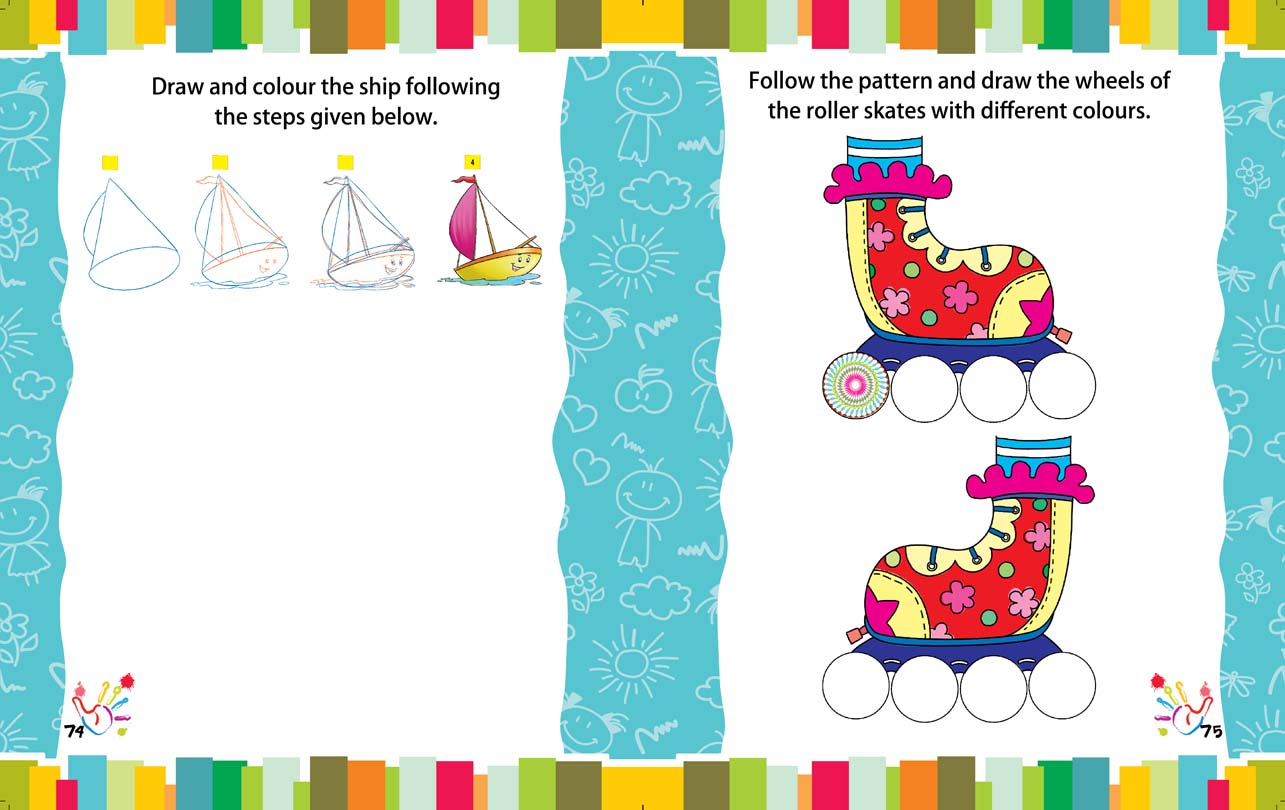 Draw and colour the ship following
the steps given below.
4
74
Follow the pattern and draw the wheels of
the roller skates with different colours.
75